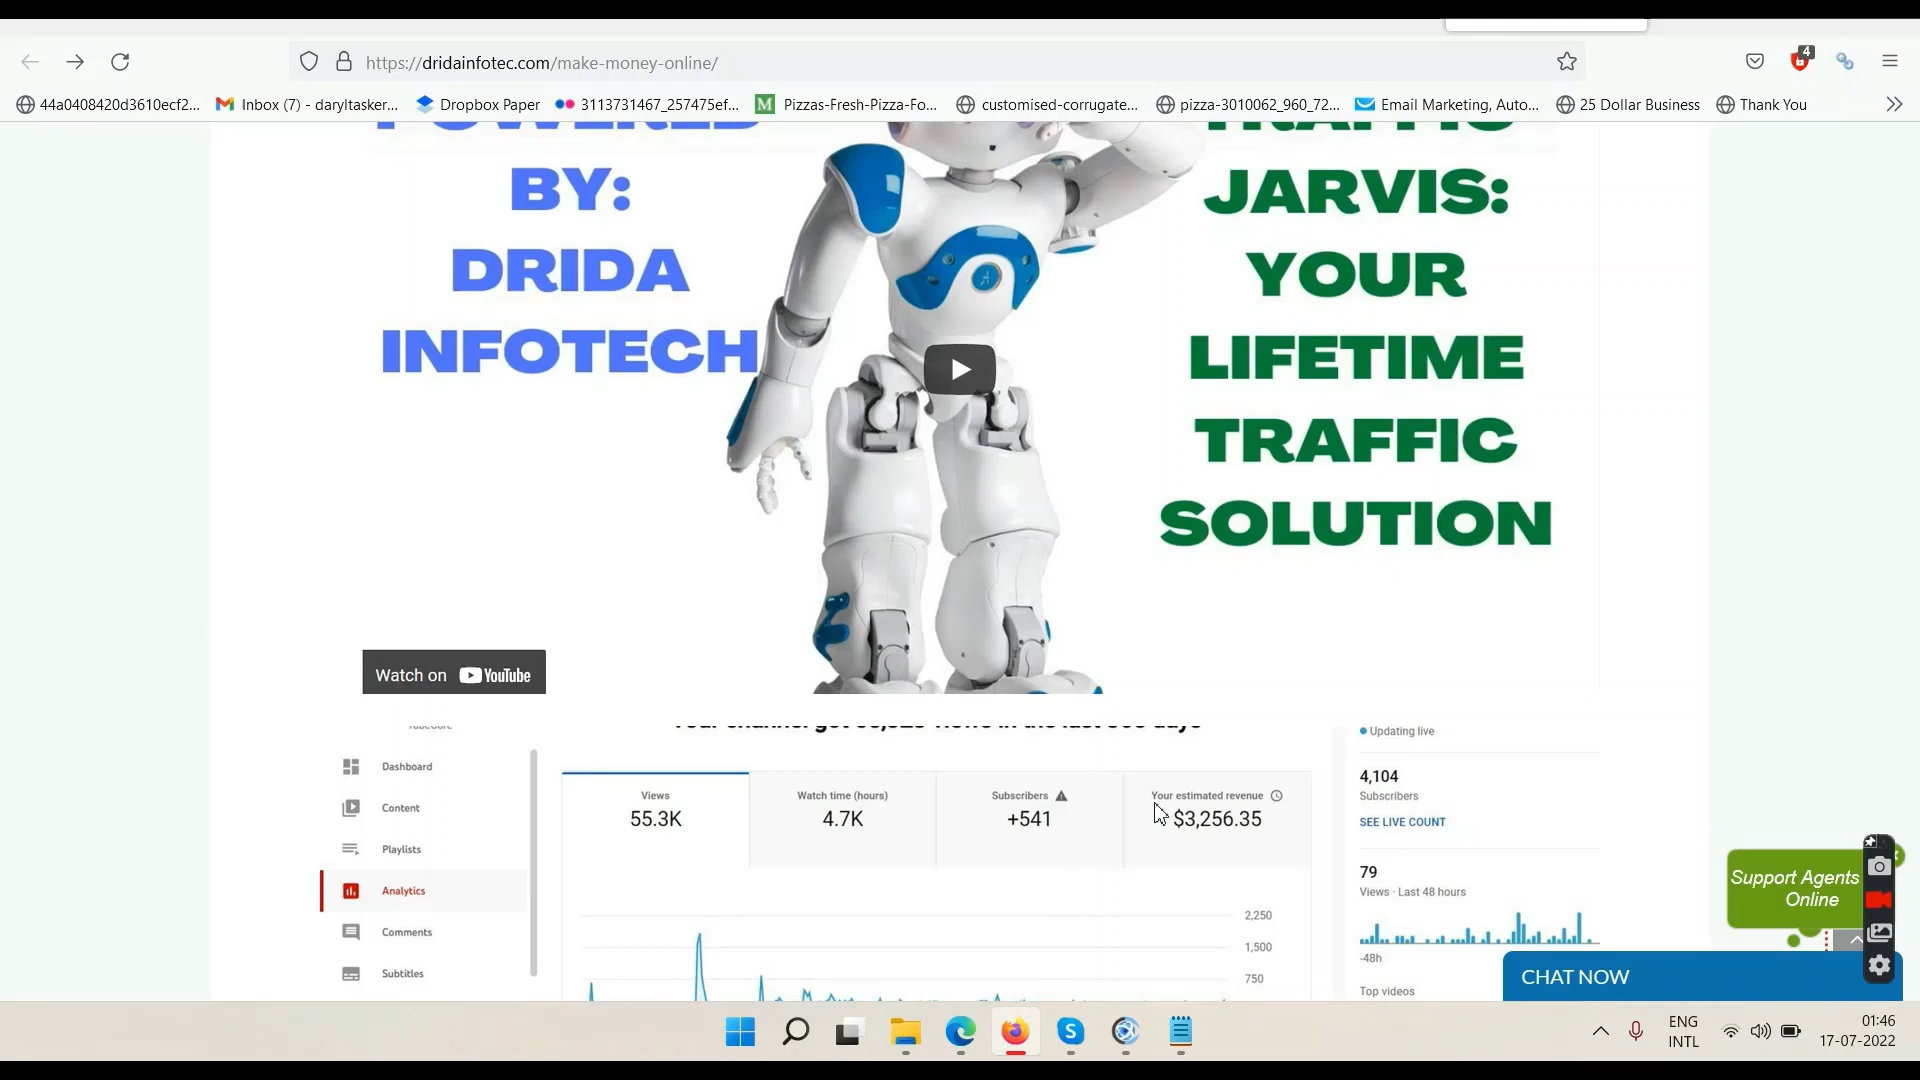 4
https://dridainfotec.com/make-money-online/
44a0408420d3610ecf2...
Inbox (7) - daryltasker...
Dropbox Paper
3113731467_257475ef...
M
Pizzas-Fresh-Pizza-Fo...
customised-corrugate...
pizza-3010062_960_72...
Email Marketing, Auto...
25 Dollar Business
Thank You
POWERED
BY:
DRIDA
INFOTECH
TRAFFIC
JARVIS:
YOUR
LIFETIME
TRAFFIC
SOLUTION
Watch on YouTube
Dashboard
Content
Playlists
Analytics
Comments
Subtitles
Views
55.3K
Watch time (hours)
4.7K
Subscribers
+541
Your estimated revenue
$3,256.35
2,250
1,500
750
Updating live
4,104
Subscribers
SEE LIVE COUNT
79
Views · Last 48 hours
-48h
Top videos
Support Agents
Online
CHAT NOW
S
ENG
INTL
01:46
17-07-2022